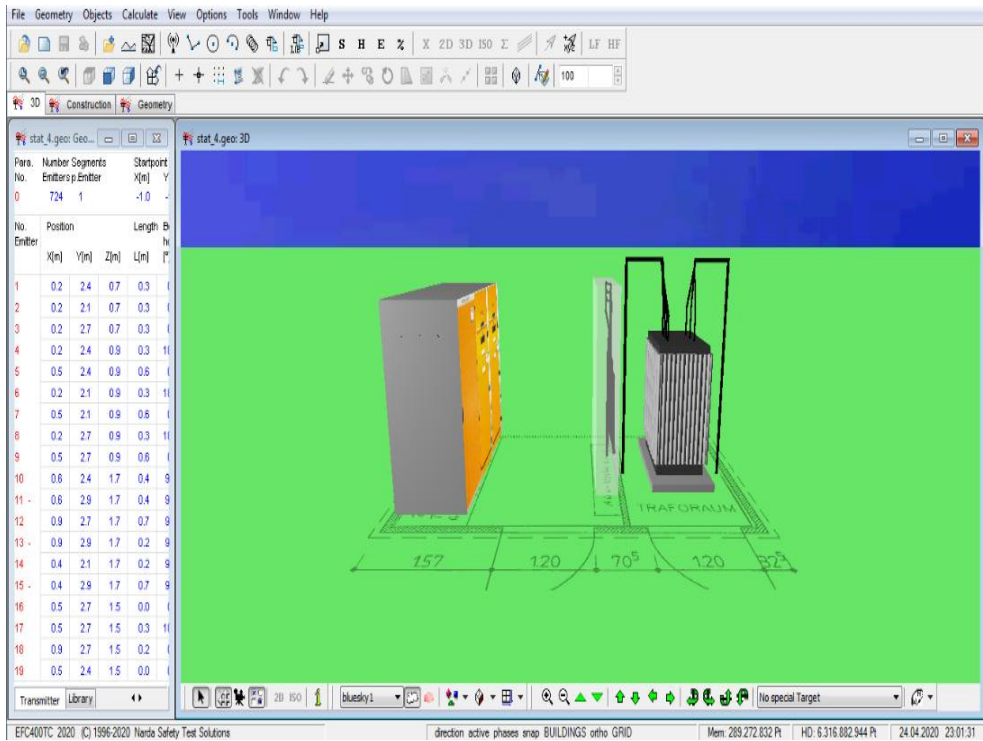 File Geometry Objects Calculate View Options Tools Window Help
S H E % X 2D 3D ISO Σ LF HF
100
3D Construction Geometry
stat_4.geo: Geo...
Para. Number Segments Startpoint
No. Emitters p.Emitter X[m] Y
0 724 1 -1.0 -
No. Position Length
Emitter
X[m] Y[m] Z[m] L[m]
1 0.2 2.4 0.7 0.3
2 0.2 2.1 0.7 0.3
3 0.2 2.7 0.7 0.3
4 0.2 2.4 0.9 0.3
5 0.5 2.4 0.9 0.6
6 0.2 2.1 0.9 0.3
7 0.5 2.1 0.9 0.6
8 0.2 2.7 0.9 0.3
9 0.5 2.7 0.9 0.6
10 0.6 2.4 1.7 0.4 9
11 - 0.6 2.9 1.7 0.4 9
12 0.9 2.7 1.7 0.7 9
13 - 0.9 2.9 1.7 0.2 9
14 0.4 2.1 1.7 0.2 9
15 - 0.4 2.9 1.7 0.7 9
16 0.5 2.7 1.5 0.0
17 0.5 2.7 1.5 0.3
18 0.9 2.7 1.5 0.2
19 0.5 2.4 1.5 0.0
Transmitter Library
stat_4.geo: 3D
TRAFORAUM
157 120 70⁵ 120 32⁵
2D ISO bluesky1 No special Target
EFC400TC 2020 (C) 1996-2020 Narda Safety Test Solutions direction active phases snap BUILDINGS ortho GRID Mem: 289.272.832 Pt HD: 6.316.882.944 Pt 24.04.2020 23:01:31